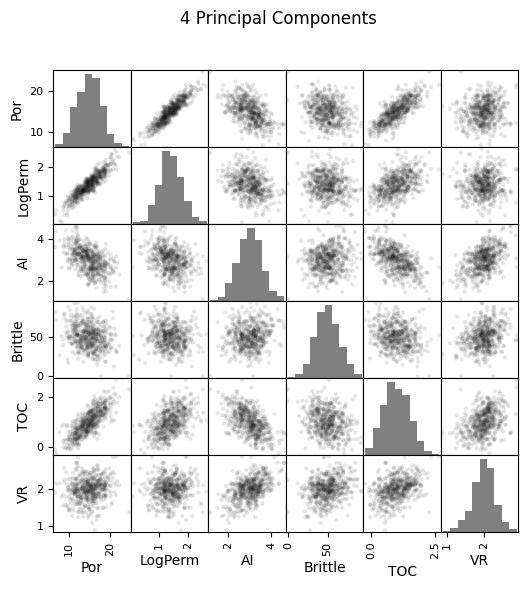 4 Principal Components
Por
20
10
LogPerm
2
1
AI
4
2
Brittle
50
0
TOC
2
0
VR
2
1
10 20 1 2 2 4 0 50 0.0 2.5 1 2
Por LogPerm AI Brittle TOC VR